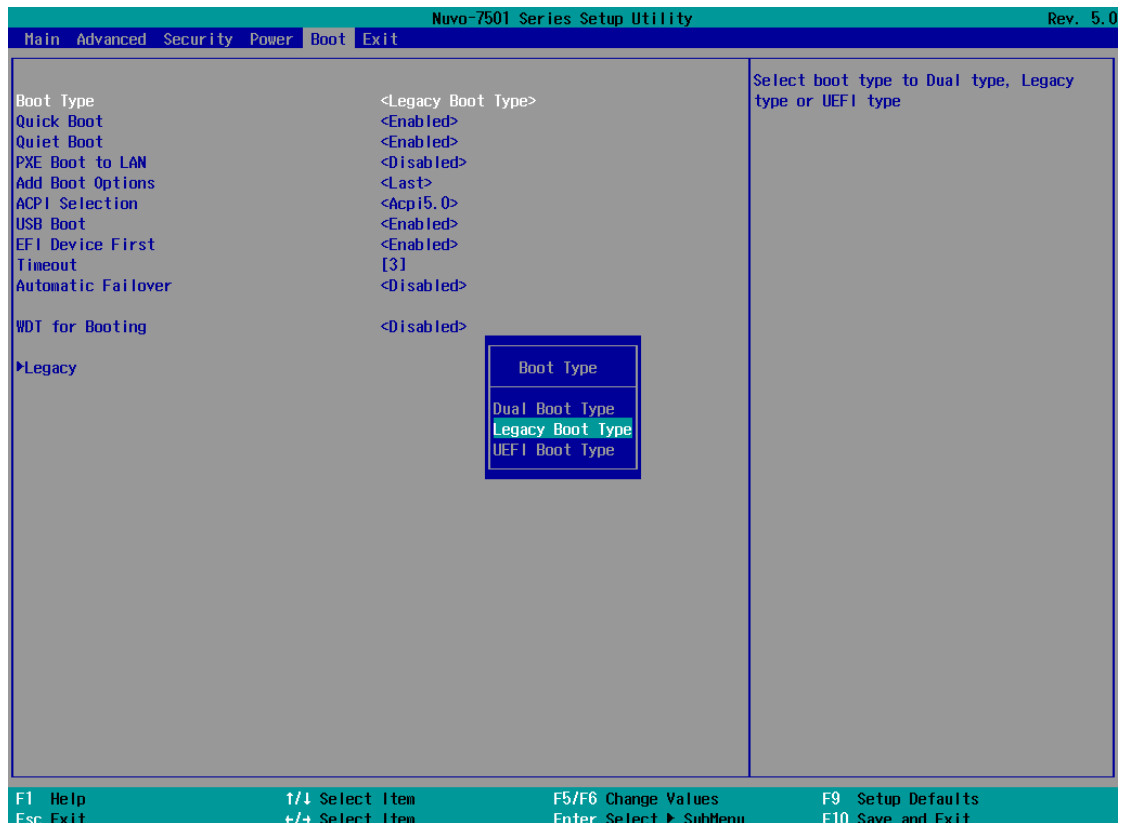 Nuvo-7501 Series Setup Utility Rev. 5.0
Main Advanced Security Power Boot Exit
Select boot type to Dual type, Legacy
type or UEFI type
Boot Type <Legacy Boot Type>
Quick Boot <Enabled>
Quiet Boot <Enabled>
PXE Boot to LAN <Disabled>
Add Boot Options <Last>
ACPI Selection <Acpi5.0>
USB Boot <Enabled>
EFI Device First <Enabled>
Timeout [3]
Automatic Failover <Disabled>
WDT for Booting <Disabled>
▶Legacy
Boot Type
Dual Boot Type
Legacy Boot Type
UEFI Boot Type
F1 Help ↑/↓ Select Item F5/F6 Change Values F9 Setup Defaults
Esc Exit ←/→ Select Item Enter Select ▶ SubMenu F10 Save and Exit